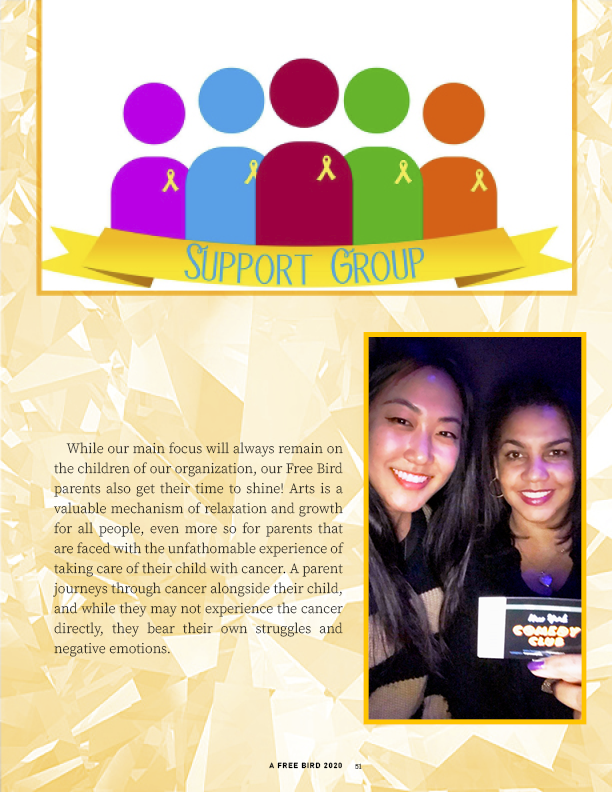 SUPPORT GROUP
While our main focus will always remain on
the children of our organization, our Free Bird
parents also get their time to shine! Arts is a
valuable mechanism of relaxation and growth
for all people, even more so for parents that
are faced with the unfathomable experience of
taking care of their child with cancer. A parent
journeys through cancer alongside their child,
and while they may not experience the cancer
directly, they bear their own struggles and
negative emotions.
New York
COMEDY
CLUB
A FREE BIRD 2020 51